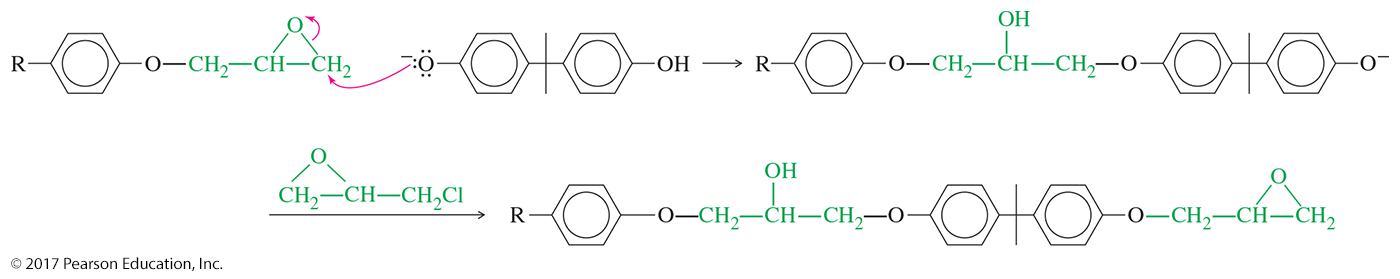 OH
R O—CH₂—CH—CH₂ O ⁻:Ö: OH → R O—CH₂—CH—CH₂—O O⁻
O OH O
CH₂—CH—CH₂Cl → R O—CH₂—CH—CH₂—O O—CH₂—CH—CH₂
© 2017 Pearson Education, Inc.